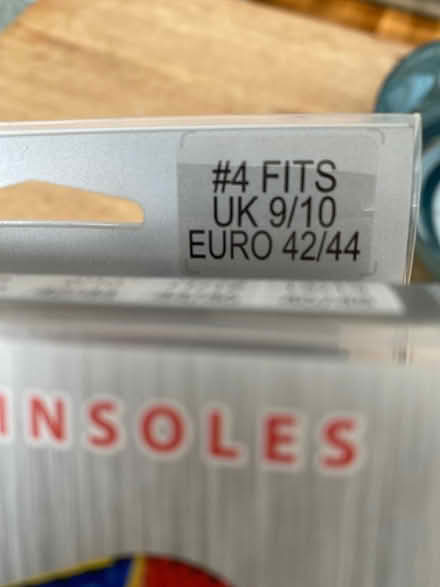 #4 FITS
UK 9/10
EURO 42/44
INSOLES